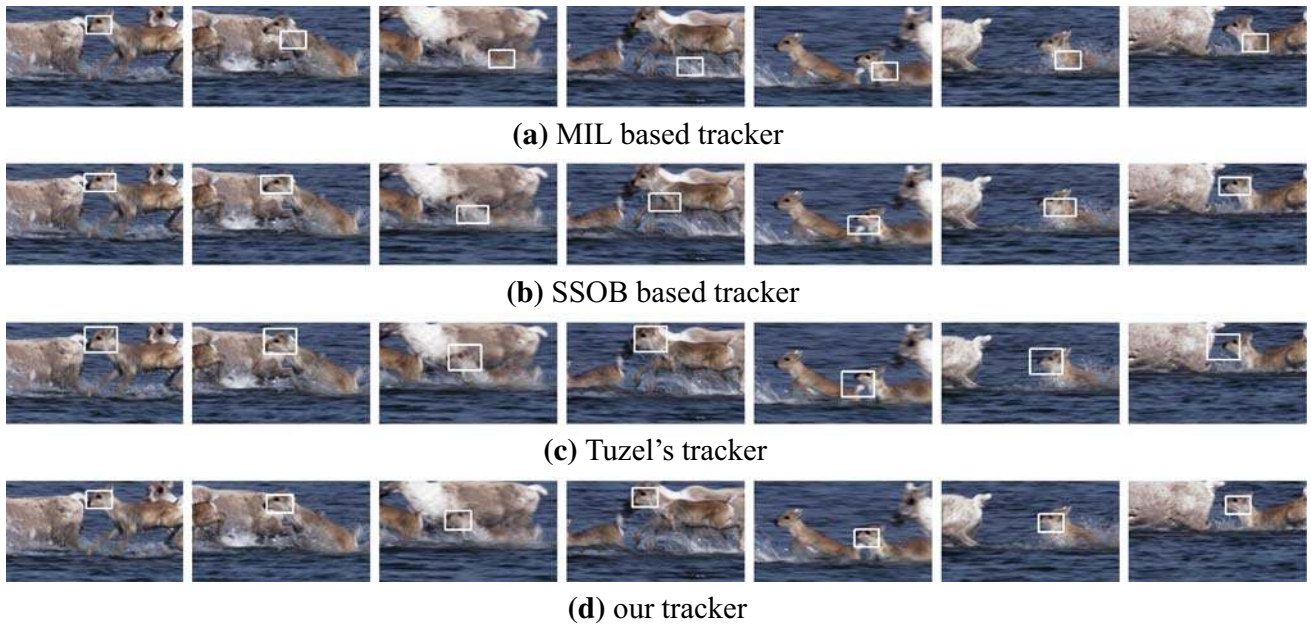 (a) MIL based tracker
(b) SSOB based tracker
(c) Tuzel’s tracker
(d) our tracker